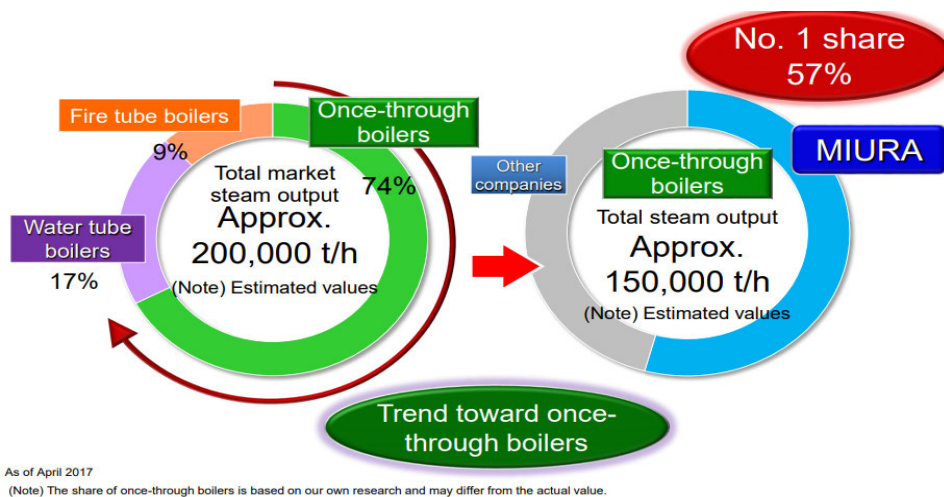 No. 1 share
57%
Fire tube boilers
9%
Once-through
boilers
74%
Total market
steam output
Approx.
200,000 t/h
(Note) Estimated values
Water tube
boilers
17%
Other
companies
Once-through
boilers
MIURA
Total steam output
Approx.
150,000 t/h
(Note) Estimated values
Trend toward once-
through boilers
As of April 2017
(Note) The share of once-through boilers is based on our own research and may differ from the actual value.